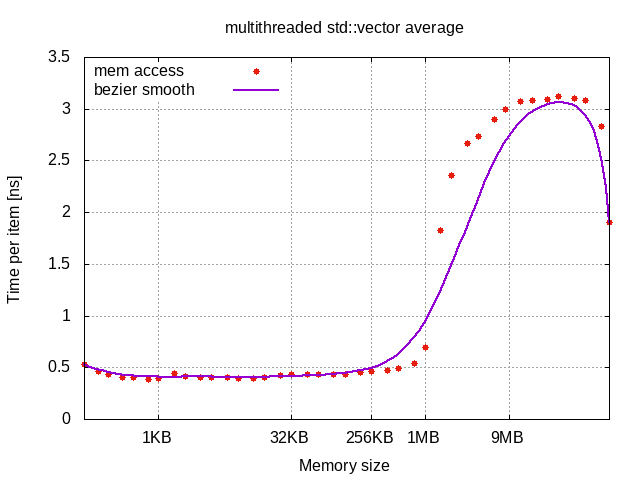 multithreaded std::vector average
mem access
bezier smooth
Time per item [ns]
3.5
3
2.5
2
1.5
1
0.5
0
1KB 32KB 256KB 1MB 9MB
Memory size